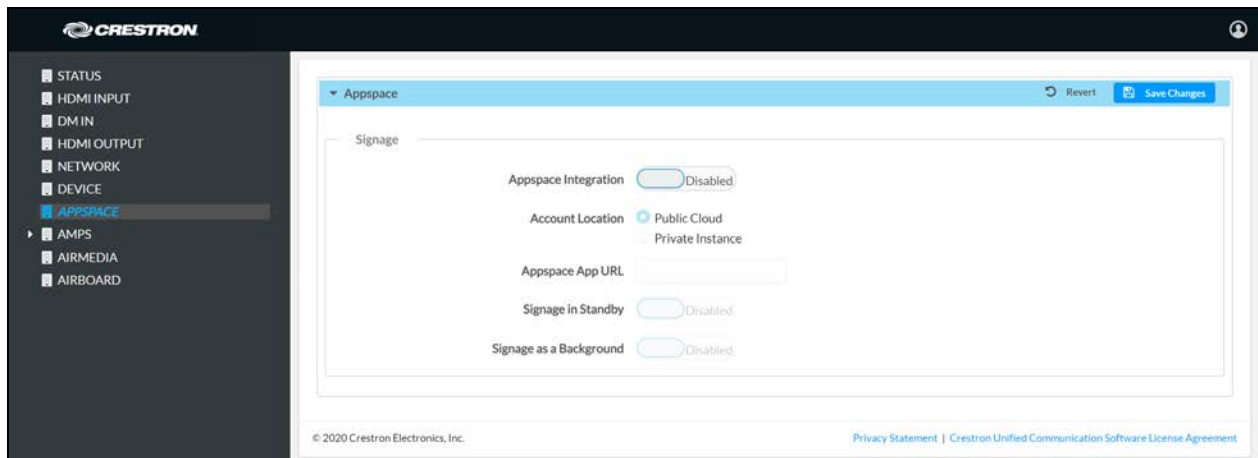 CRESTRON
STATUS
HDMI INPUT
DM IN
HDMI OUTPUT
NETWORK
DEVICE
APPSPACE
AMPS
AIRMEDIA
AIRBOARD
Appspace
Revert
Save Changes
Signage
Appspace Integration Disabled
Account Location Public Cloud
Private Instance
Appspace App URL
Signage in Standby Disabled
Signage as a Background Disabled
© 2020 Crestron Electronics, Inc.
Privacy Statement | Crestron Unified Communication Software License Agreement